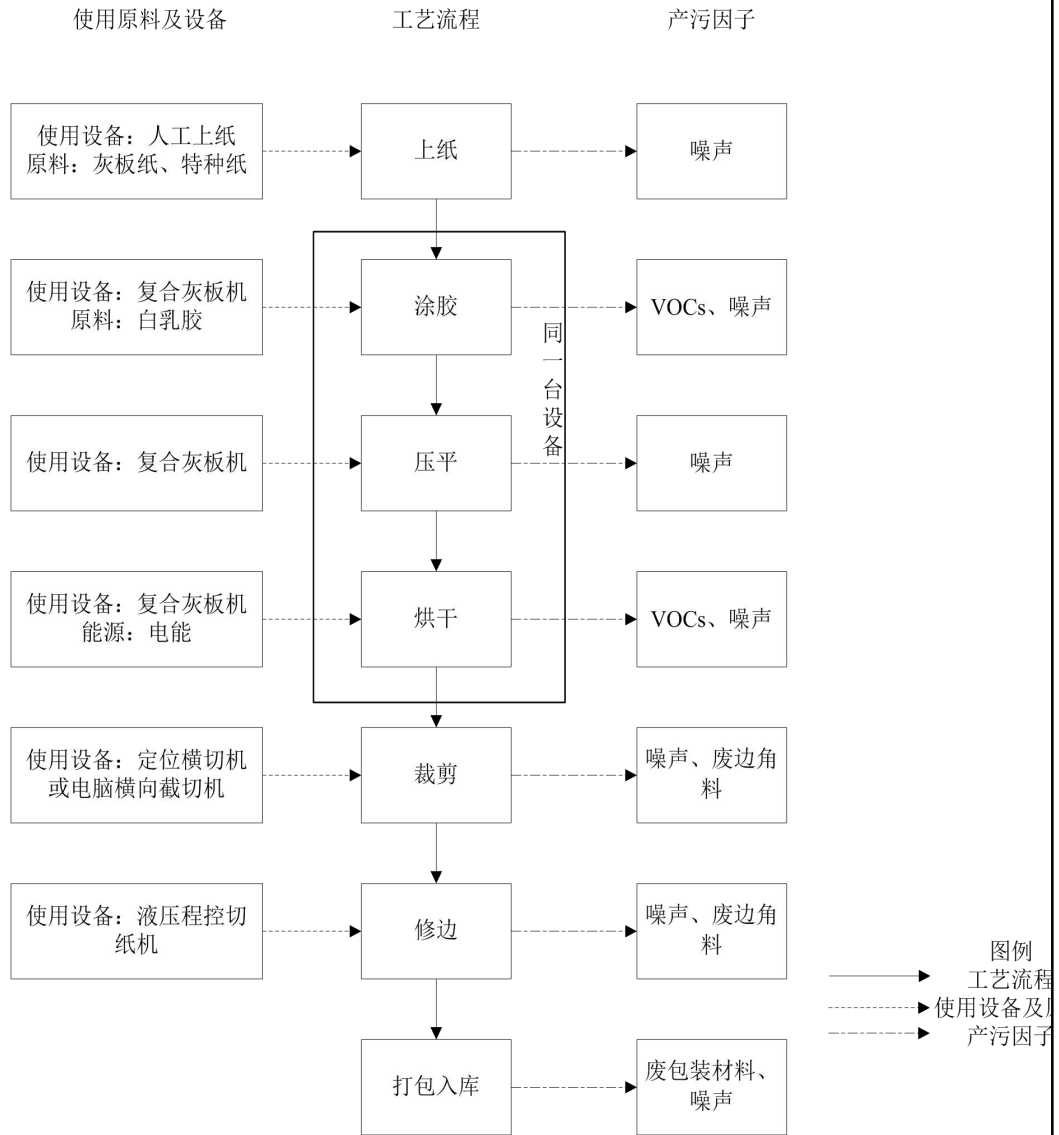 使用原料及设备
工艺流程
产污因子
使用设备：人工上纸
原料：灰板纸、特种纸
上纸
噪声
使用设备：复合灰板机
原料：白乳胶
涂胶
VOCs、噪声
同一台设备
使用设备：复合灰板机
压平
噪声
使用设备：复合灰板机
能源：电能
烘干
VOCs、噪声
使用设备：定位横切机
或电脑横向截切机
裁剪
噪声、废边角
料
使用设备：液压程控切
纸机
修边
噪声、废边角
料
打包入库
废包装材料、
噪声
图例
工艺流程
使用设备及
产污因子